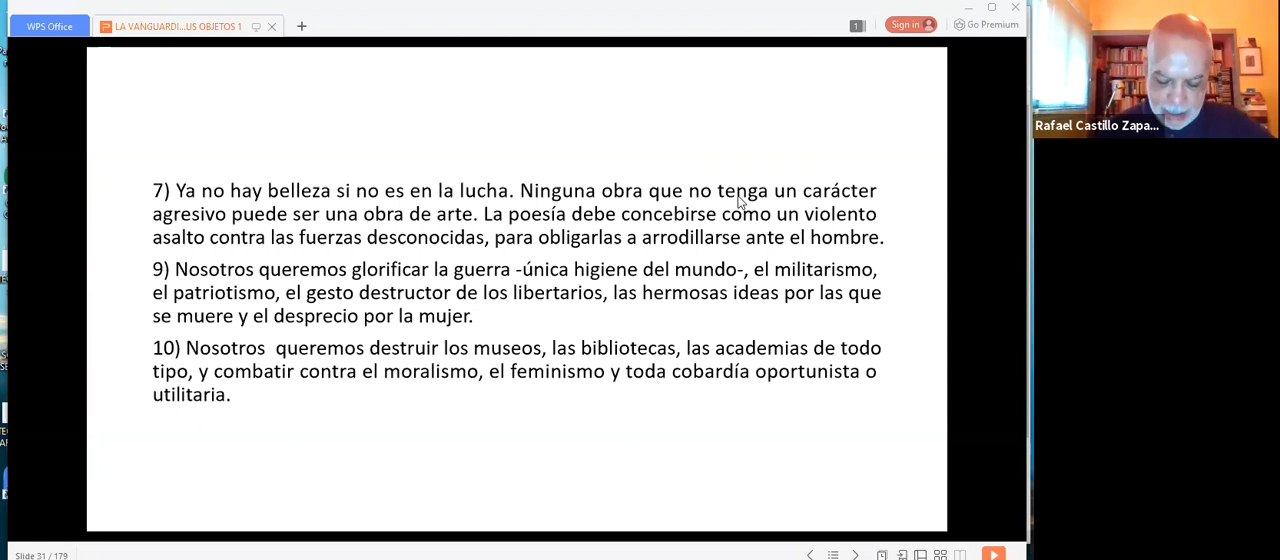 WPS Office
LA VANGUARDI...US OBJETOS 1
1
Sign in
Go Premium
Rafael Castillo Zapa...
7) Ya no hay belleza si no es en la lucha. Ninguna obra que no tenga un carácter
agresivo puede ser una obra de arte. La poesía debe concebirse como un violento
asalto contra las fuerzas desconocidas, para obligarlas a arrodillarse ante el hombre.
9) Nosotros queremos glorificar la guerra -única higiene del mundo-, el militarismo,
el patriotismo, el gesto destructor de los libertarios, las hermosas ideas por las que
se muere y el desprecio por la mujer.
10) Nosotros  queremos destruir los museos, las bibliotecas, las academias de todo
tipo, y combatir contra el moralismo, el feminismo y toda cobardía oportunista o
utilitaria.
Slide 31 / 179